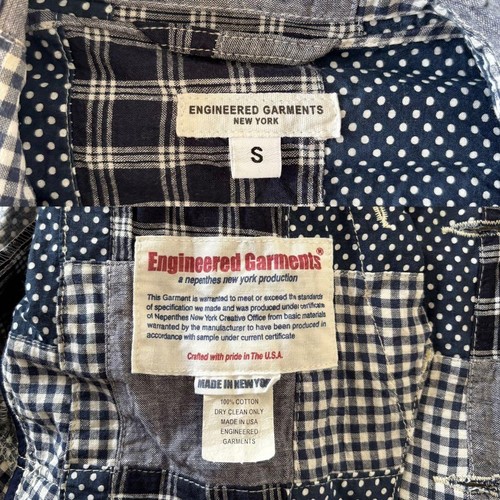 ENGINEERED GARMENTS
NEW YORK
S
Engineered Garments®
a nepenthes new york production
This Garment is warranted to meet or exceed the standards
of specification we made and was produced under certificate
of Nepenthes New York Creative Office from basic materials
warranted by the manufacturer to have been produced in
accordance with sample under current certificate
Crafted with pride in The U.S.A.
MADE IN NEW YO
100% COTTON
DRY CLEAN ONLY
MADE IN USA
ENGINEERED
GARMENTS